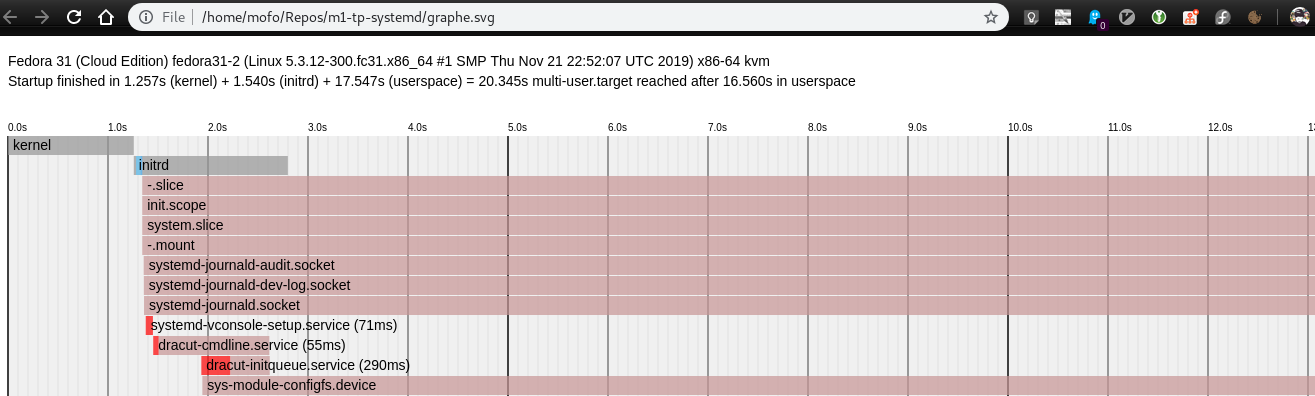 File | /home/mofo/Repos/m1-tp-systemd/graphe.svg
0
Fedora 31 (Cloud Edition) fedora31-2 (Linux 5.3.12-300.fc31.x86_64 #1 SMP Thu Nov 21 22:52:07 UTC 2019) x86-64 kvm
Startup finished in 1.257s (kernel) + 1.540s (initrd) + 17.547s (userspace) = 20.345s multi-user.target reached after 16.560s in userspace
0.0s 1.0s 2.0s 3.0s 4.0s 5.0s 6.0s 7.0s 8.0s 9.0s 10.0s 11.0s 12.0s
kernel
initrd
-.slice
init.scope
system.slice
-.mount
systemd-journald-audit.socket
systemd-journald-dev-log.socket
systemd-journald.socket
systemd-vconsole-setup.service (71ms)
dracut-cmdline.service (55ms)
dracut-initqueue.service (290ms)
sys-module-configfs.device